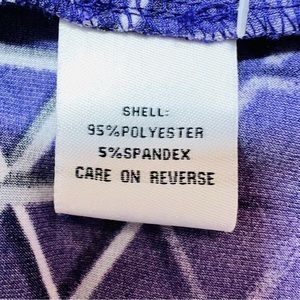 SHELL:
95%POLYESTER
5%SPANDEX
CARE ON REVERSE